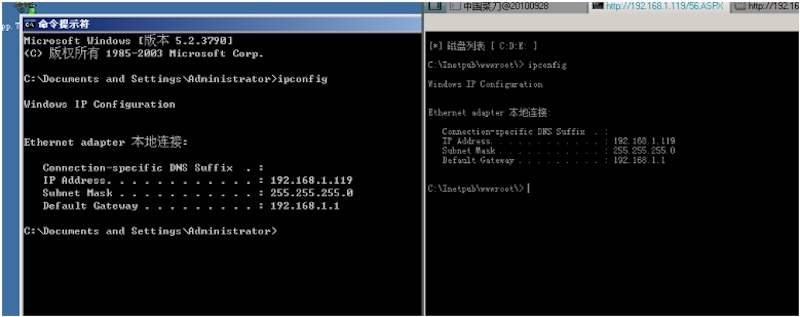 命令提示符
Microsoft Windows [版本 5.2.3790]
(C) 版权所有 1985-2003 Microsoft Corp.
C:\Documents and Settings\Administrator>ipconfig
Windows IP Configuration
Ethernet adapter 本地连接:
Connection-specific DNS Suffix . :
IP Address. . . . . . . . . . . . : 192.168.1.119
Subnet Mask . . . . . . . . . . . : 255.255.255.0
Default Gateway . . . . . . . . . : 192.168.1.1
C:\Documents and Settings\Administrator>
中国菜刀@20100928
http://192.168.1.119/56.ASPX
http://192.16
[*] 磁盘列表 [ C:D:E: ]
C:\Inetpub\wwwroot\> ipconfig
Windows IP Configuration
Ethernet adapter 本地连接:
Connection-specific DNS Suffix . :
IP Address. . . . . . . . . . . . : 192.168.1.119
Subnet Mask . . . . . . . . . . . : 255.255.255.0
Default Gateway . . . . . . . . . : 192.168.1.1
C:\Inetpub\wwwroot\>